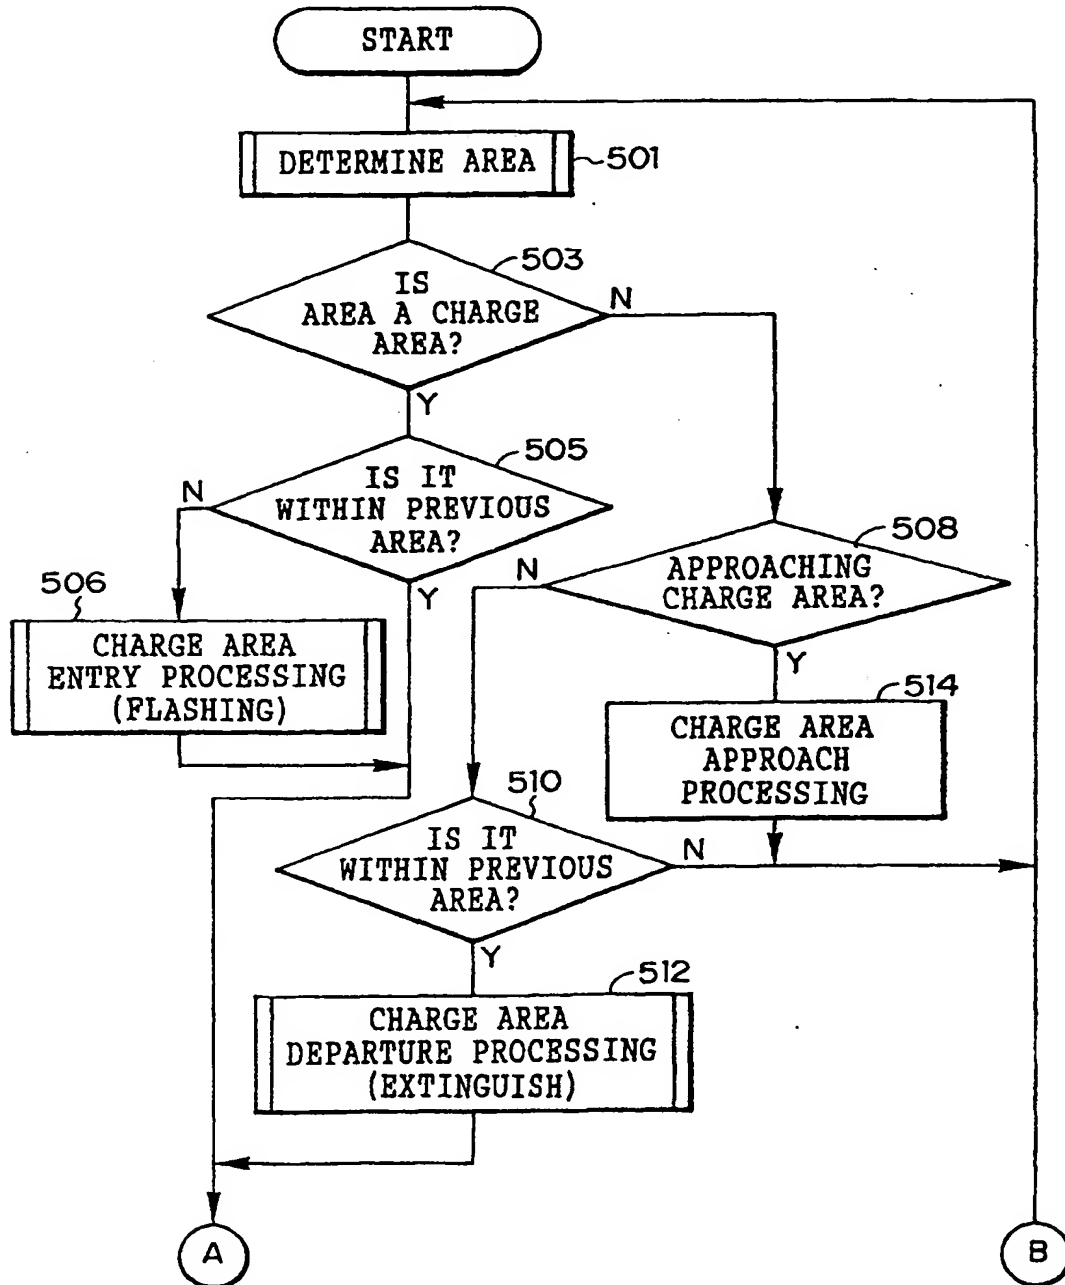 START
DETERMINE AREA
501
IS
AREA A CHARGE
AREA?
503
N
Y
IS IT
WITHIN PREVIOUS
AREA?
505
N
Y
506
CHARGE AREA
ENTRY PROCESSING
(FLASHING)
APPROACHING
CHARGE AREA?
508
N
Y
514
CHARGE AREA
APPROACH
PROCESSING
510
IS IT
WITHIN PREVIOUS
AREA?
N
Y
512
CHARGE AREA
DEPARTURE PROCESSING
(EXTINGUISH)
A
B